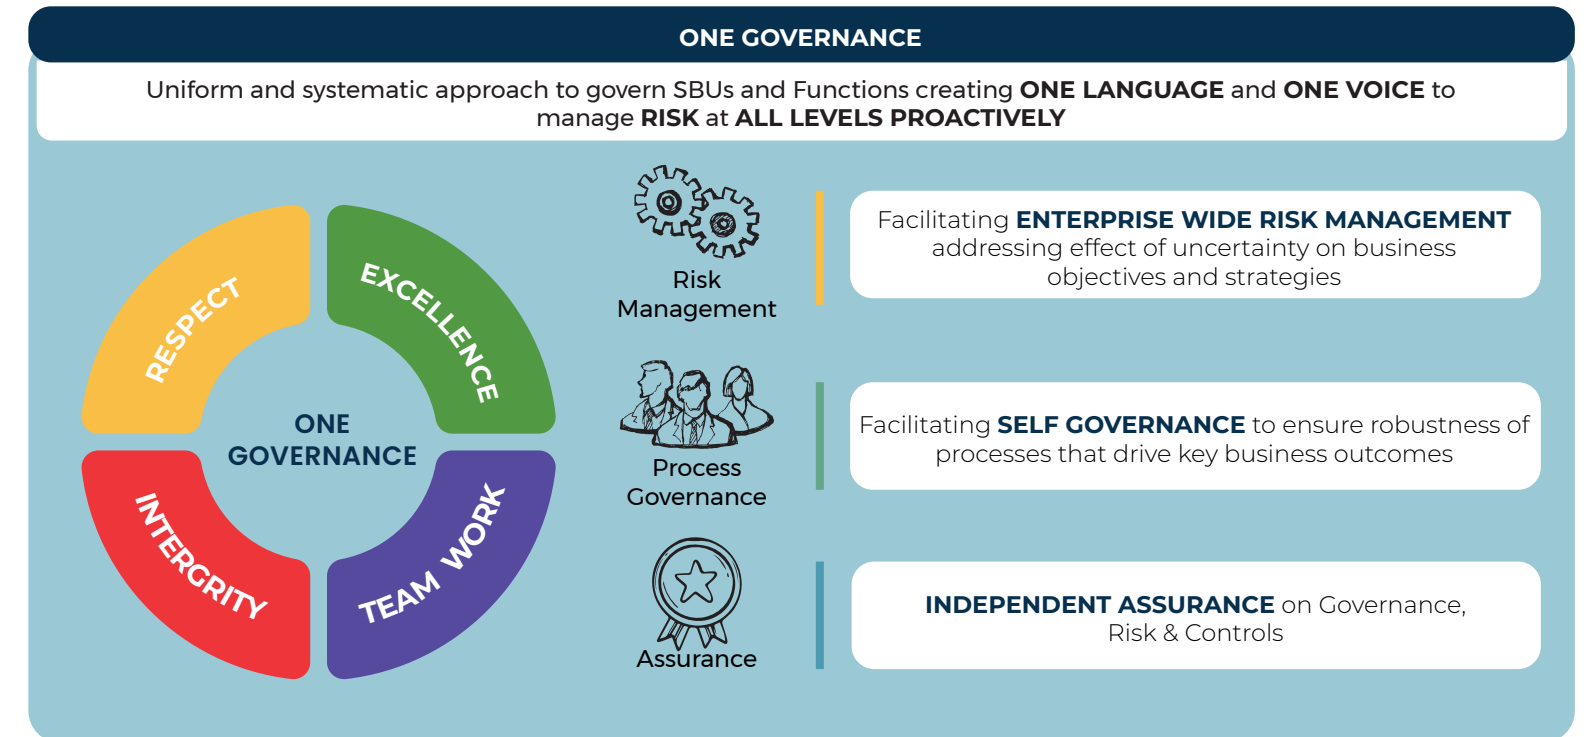 ONE GOVERNANCE
Uniform and systematic approach to govern SBUs and Functions creating ONE LANGUAGE and ONE VOICE to
manage RISK at ALL LEVELS PROACTIVELY
RESPECT
EXCELLENCE
ONE
GOVERNANCE
INTERGRITY
TEAM WORK
Risk
Management
Facilitating ENTERPRISE WIDE RISK MANAGEMENT
addressing effect of uncertainty on business
objectives and strategies
Process
Governance
Facilitating SELF GOVERNANCE to ensure robustness of
processes that drive key business outcomes
Assurance
INDEPENDENT ASSURANCE on Governance,
Risk & Controls